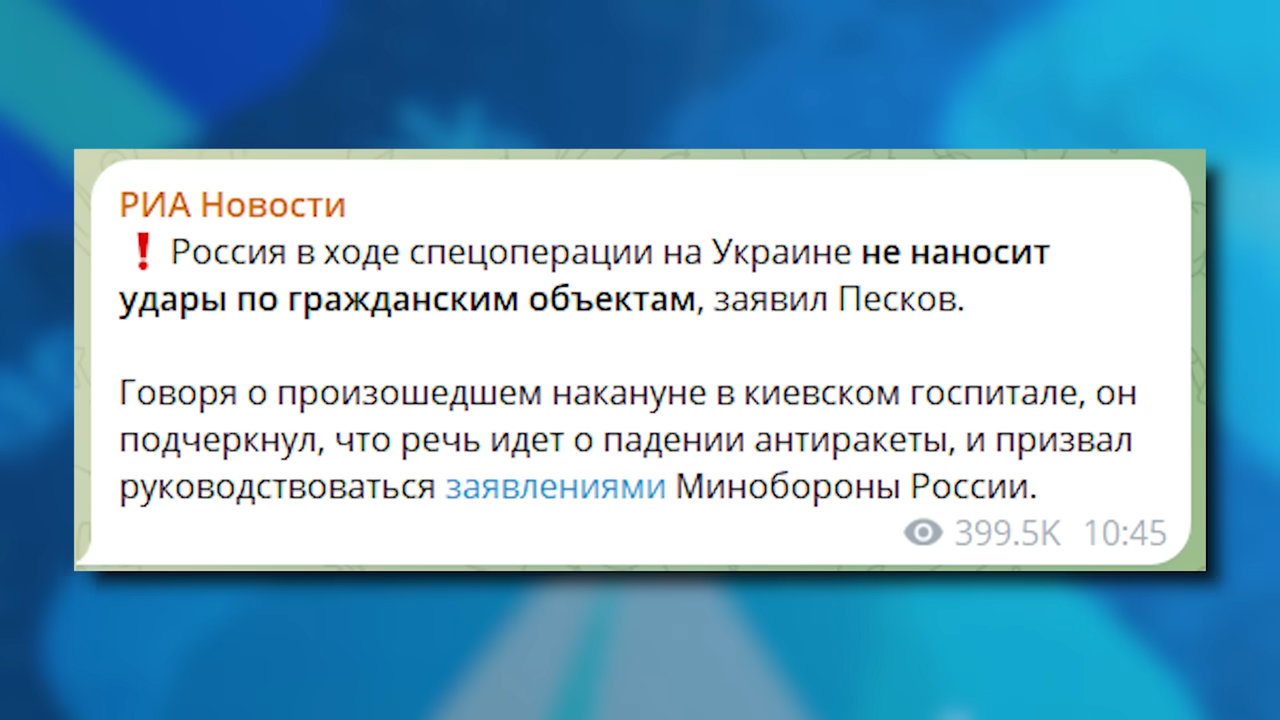 РИА Новости
❗ Россия в ходе спецоперации на Украине не наносит
удары по гражданским объектам, заявил Песков.
Говоря о произошедшем накануне в киевском госпитале, он
подчеркнул, что речь идет о падении антиракеты, и призвал
руководствоваться заявлениями Минобороны России.
399.5K 10:45